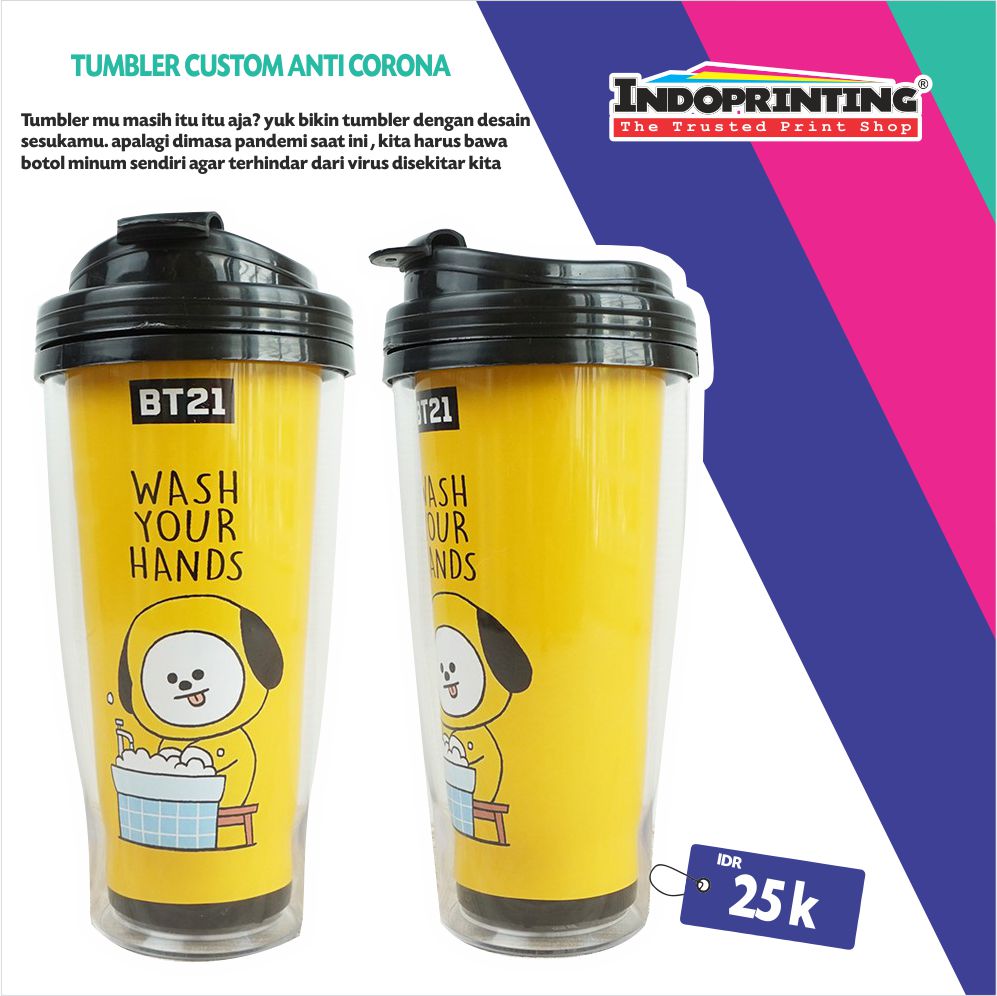 TUMBLER CUSTOM ANTI CORONA
Tumbler mu masih itu itu aja? yuk bikin tumbler dengan desain
sesukamu. apalagi dimasa pandemi saat ini, kita harus bawa
botol minum sendiri agar terhindar dari virus disekitar kita
INDOPRINTING®
The Trusted Print Shop
BT21
WASH
YOUR
HANDS
BT21
WASH
OUR
ANDS
IDR
25k